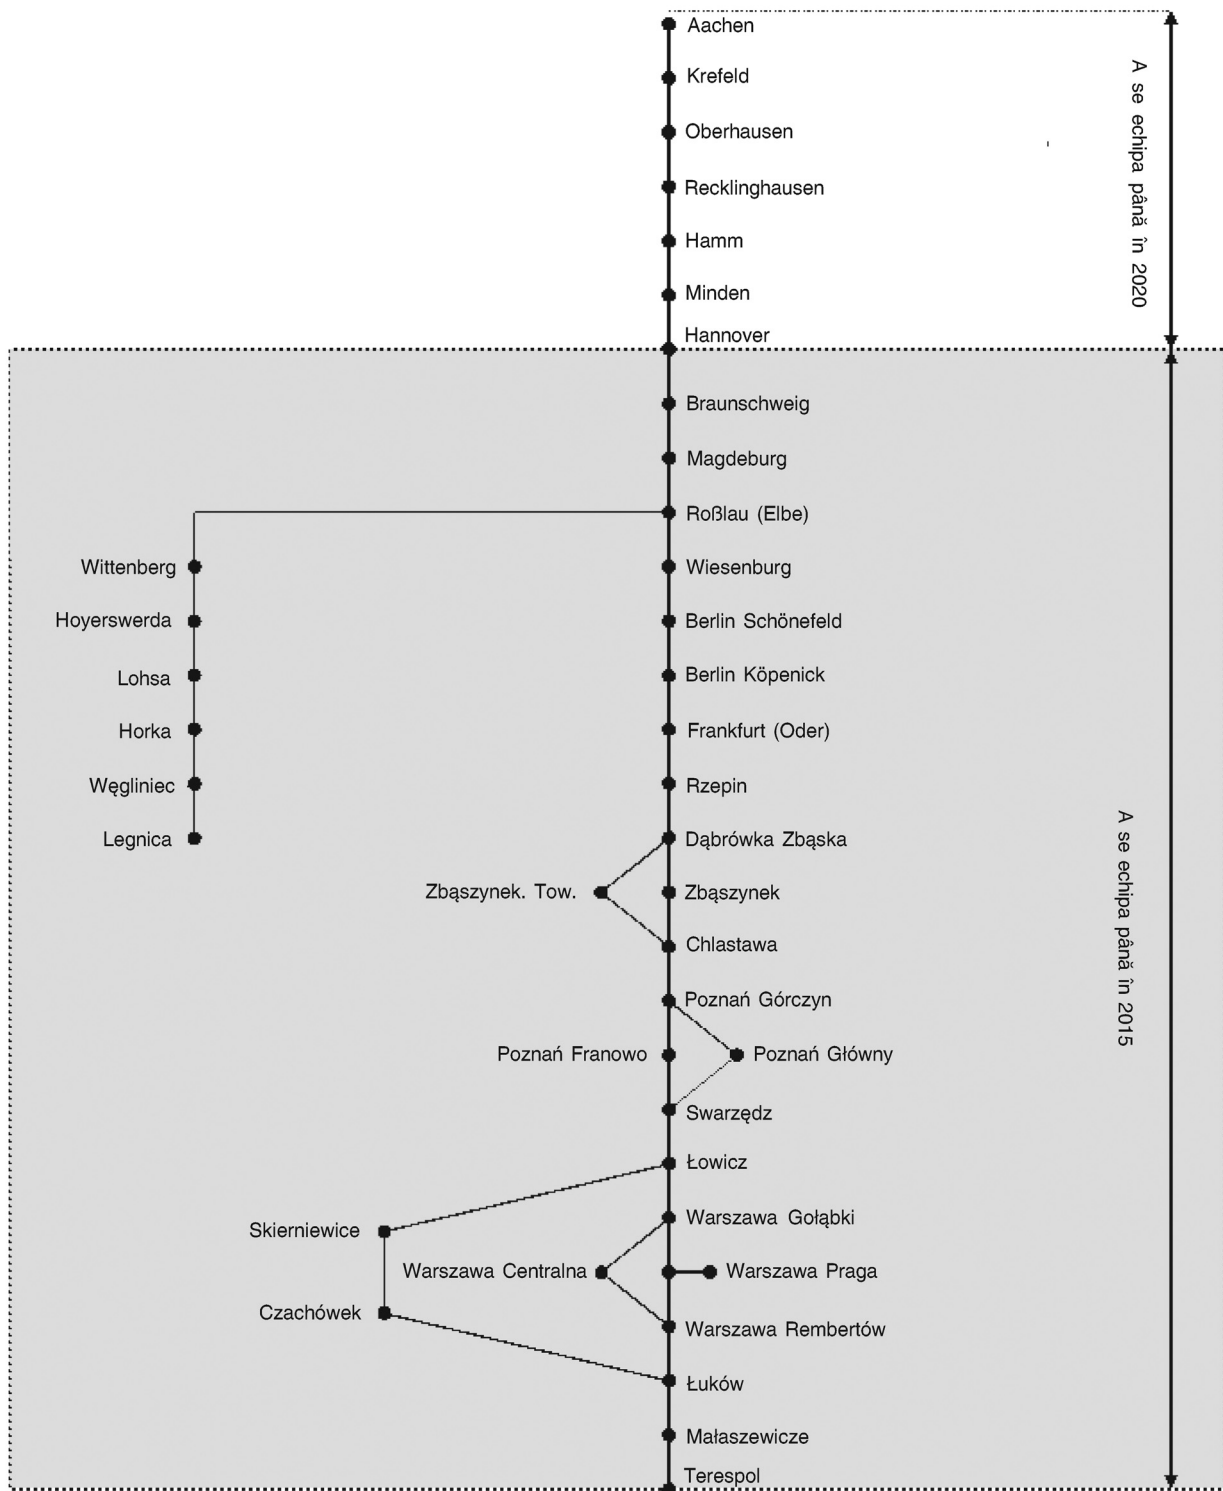 Aachen
Krefeld
Oberhausen
Recklinghausen
Hamm
Minden
Hannover
A se echipa până în 2020
Braunschweig
Magdeburg
Roßlau (Elbe)
Wittenberg
Wiesenburg
Hoyerswerda
Berlin Schönefeld
Lohsa
Berlin Köpenick
Horka
Frankfurt (Oder)
Węgliniec
Rzepin
Legnica
Dąbrówka Zbąska
Zbąszynek. Tow.
Zbąszynek
Chlastawa
A se echipa până în 2015
Poznań Górczyn
Poznań Franowo
Poznań Główny
Swarzędz
Łowicz
Skierniewice
Warszawa Gołąbki
Warszawa Centralna
Warszawa Praga
Czachówek
Warszawa Rembertów
Łuków
Małaszewicze
Terespol